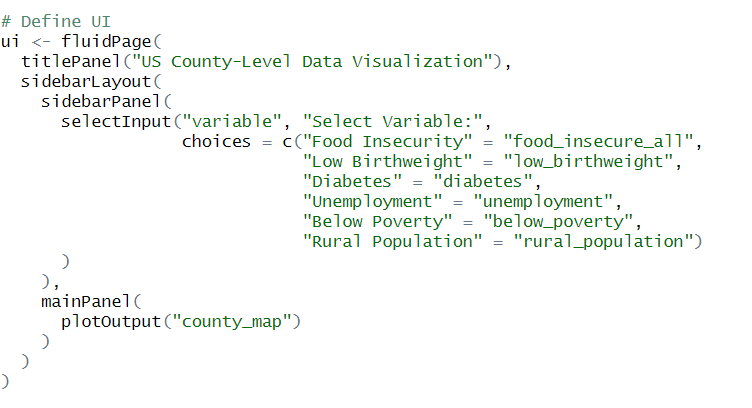 # Define UI
ui <- fluidPage(
  titlePanel("US County-Level Data Visualization"),
  sidebarLayout(
    sidebarPanel(
      selectInput("variable", "Select Variable:",
                  choices = c("Food Insecurity" = "food_insecure_all",
                              "Low Birthweight" = "low_birthweight",
                              "Diabetes" = "diabetes",
                              "Unemployment" = "unemployment",
                              "Below Poverty" = "below_poverty",
                              "Rural Population" = "rural_population")
      )
    ),
    mainPanel(
      plotOutput("county_map")
    )
  )
)